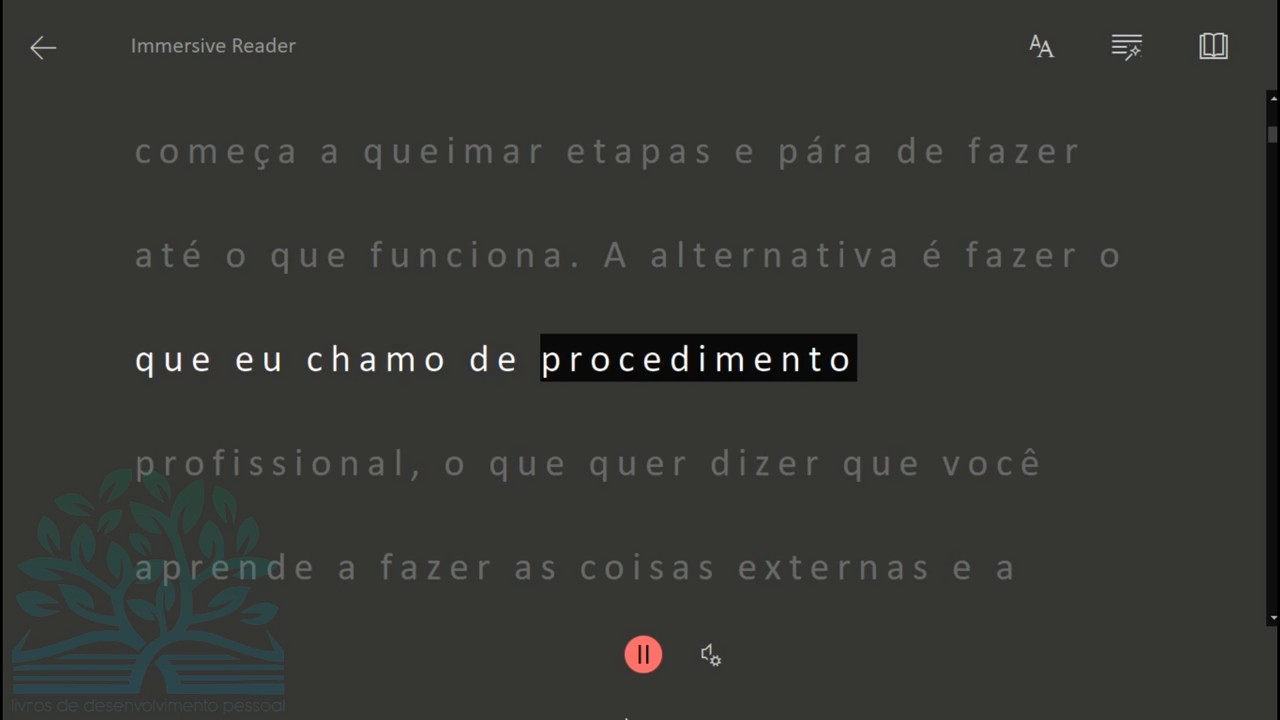 Immersive Reader
começa a queimar etapas e pára de fazer
até o que funciona. A alternativa é fazer o
que eu chamo de procedimento
profissional, o que quer dizer que você
aprende a fazer as coisas externas e a
livros de desenvolvimento pessoal